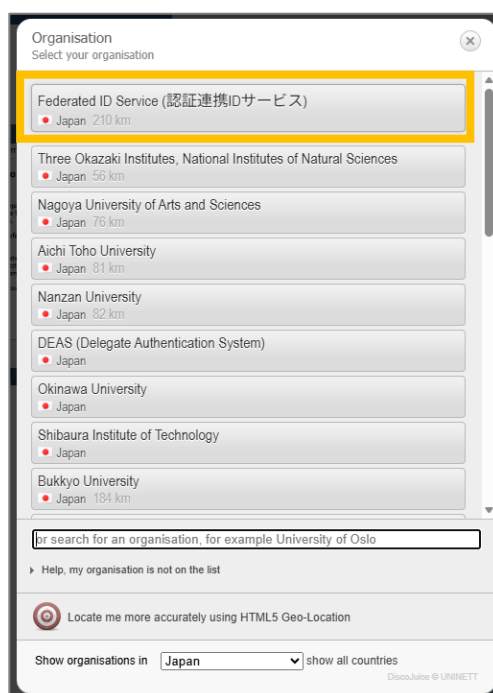 Organisation
Select your organisation
Federated ID Service (認証連携IDサービス)
Japan 210 km
Three Okazaki Institutes, National Institutes of Natural Sciences
Japan 56 km
Nagoya University of Arts and Sciences
Japan 76 km
Aichi Toho University
Japan 81 km
Nanzan University
Japan 82 km
DEAS (Delegate Authentication System)
Japan
Okinawa University
Japan
Shibaura Institute of Technology
Japan
Bukkyo University
Japan 184 km
or search for an organisation, for example University of Oslo
Help, my organisation is not on the list
Locate me more accurately using HTML5 Geo-Location
Show organisations in Japan show all countries
DiscoJuice © UNINETT